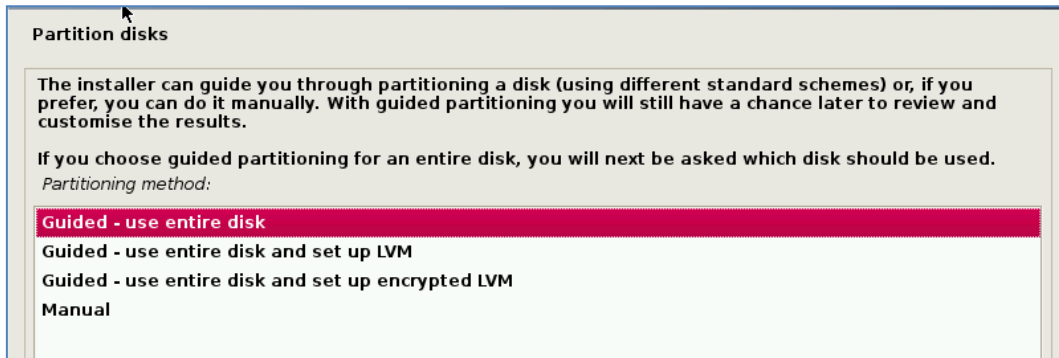 Partition disks
The installer can guide you through partitioning a disk (using different standard schemes) or, if you
prefer, you can do it manually. With guided partitioning you will still have a chance later to review and
customise the results.
If you choose guided partitioning for an entire disk, you will next be asked which disk should be used.
Partitioning method:
Guided - use entire disk
Guided - use entire disk and set up LVM
Guided - use entire disk and set up encrypted LVM
Manual